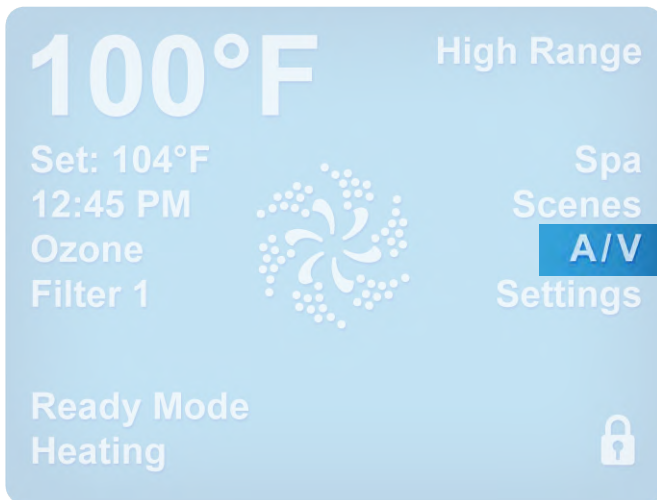 100°F
High Range
Set: 104°F
12:45 PM
Ozone
Filter 1
Spa
Scenes
A/V
Settings
Ready Mode
Heating